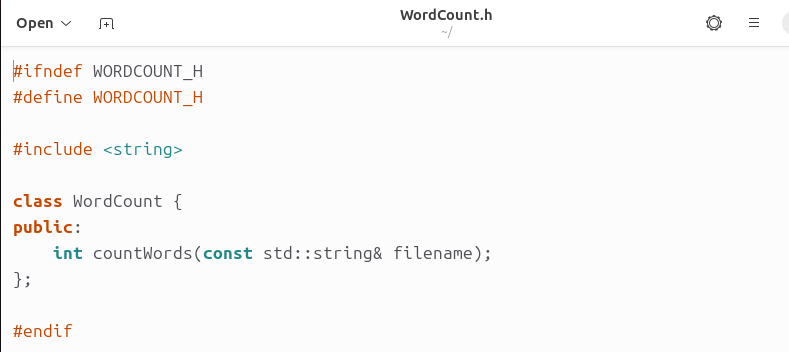 Open
WordCount.h
~/
#ifndef WORDCOUNT_H
#define WORDCOUNT_H
#include <string>
class WordCount {
public:
    int countWords(const std::string& filename);
};
#endif